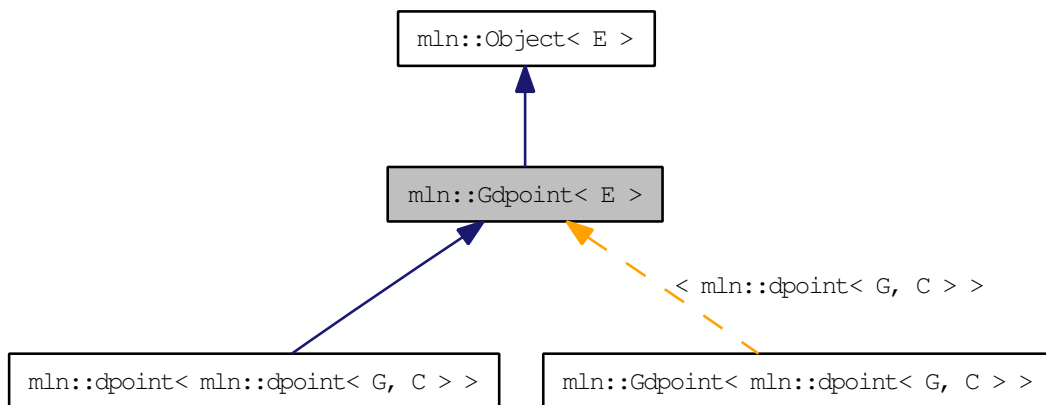 mln::Object< E >
mln::Gdpoint< E >
< mln::dpoint< G, C > >
mln::dpoint< mln::dpoint< G, C > >
mln::Gdpoint< mln::dpoint< G, C > >